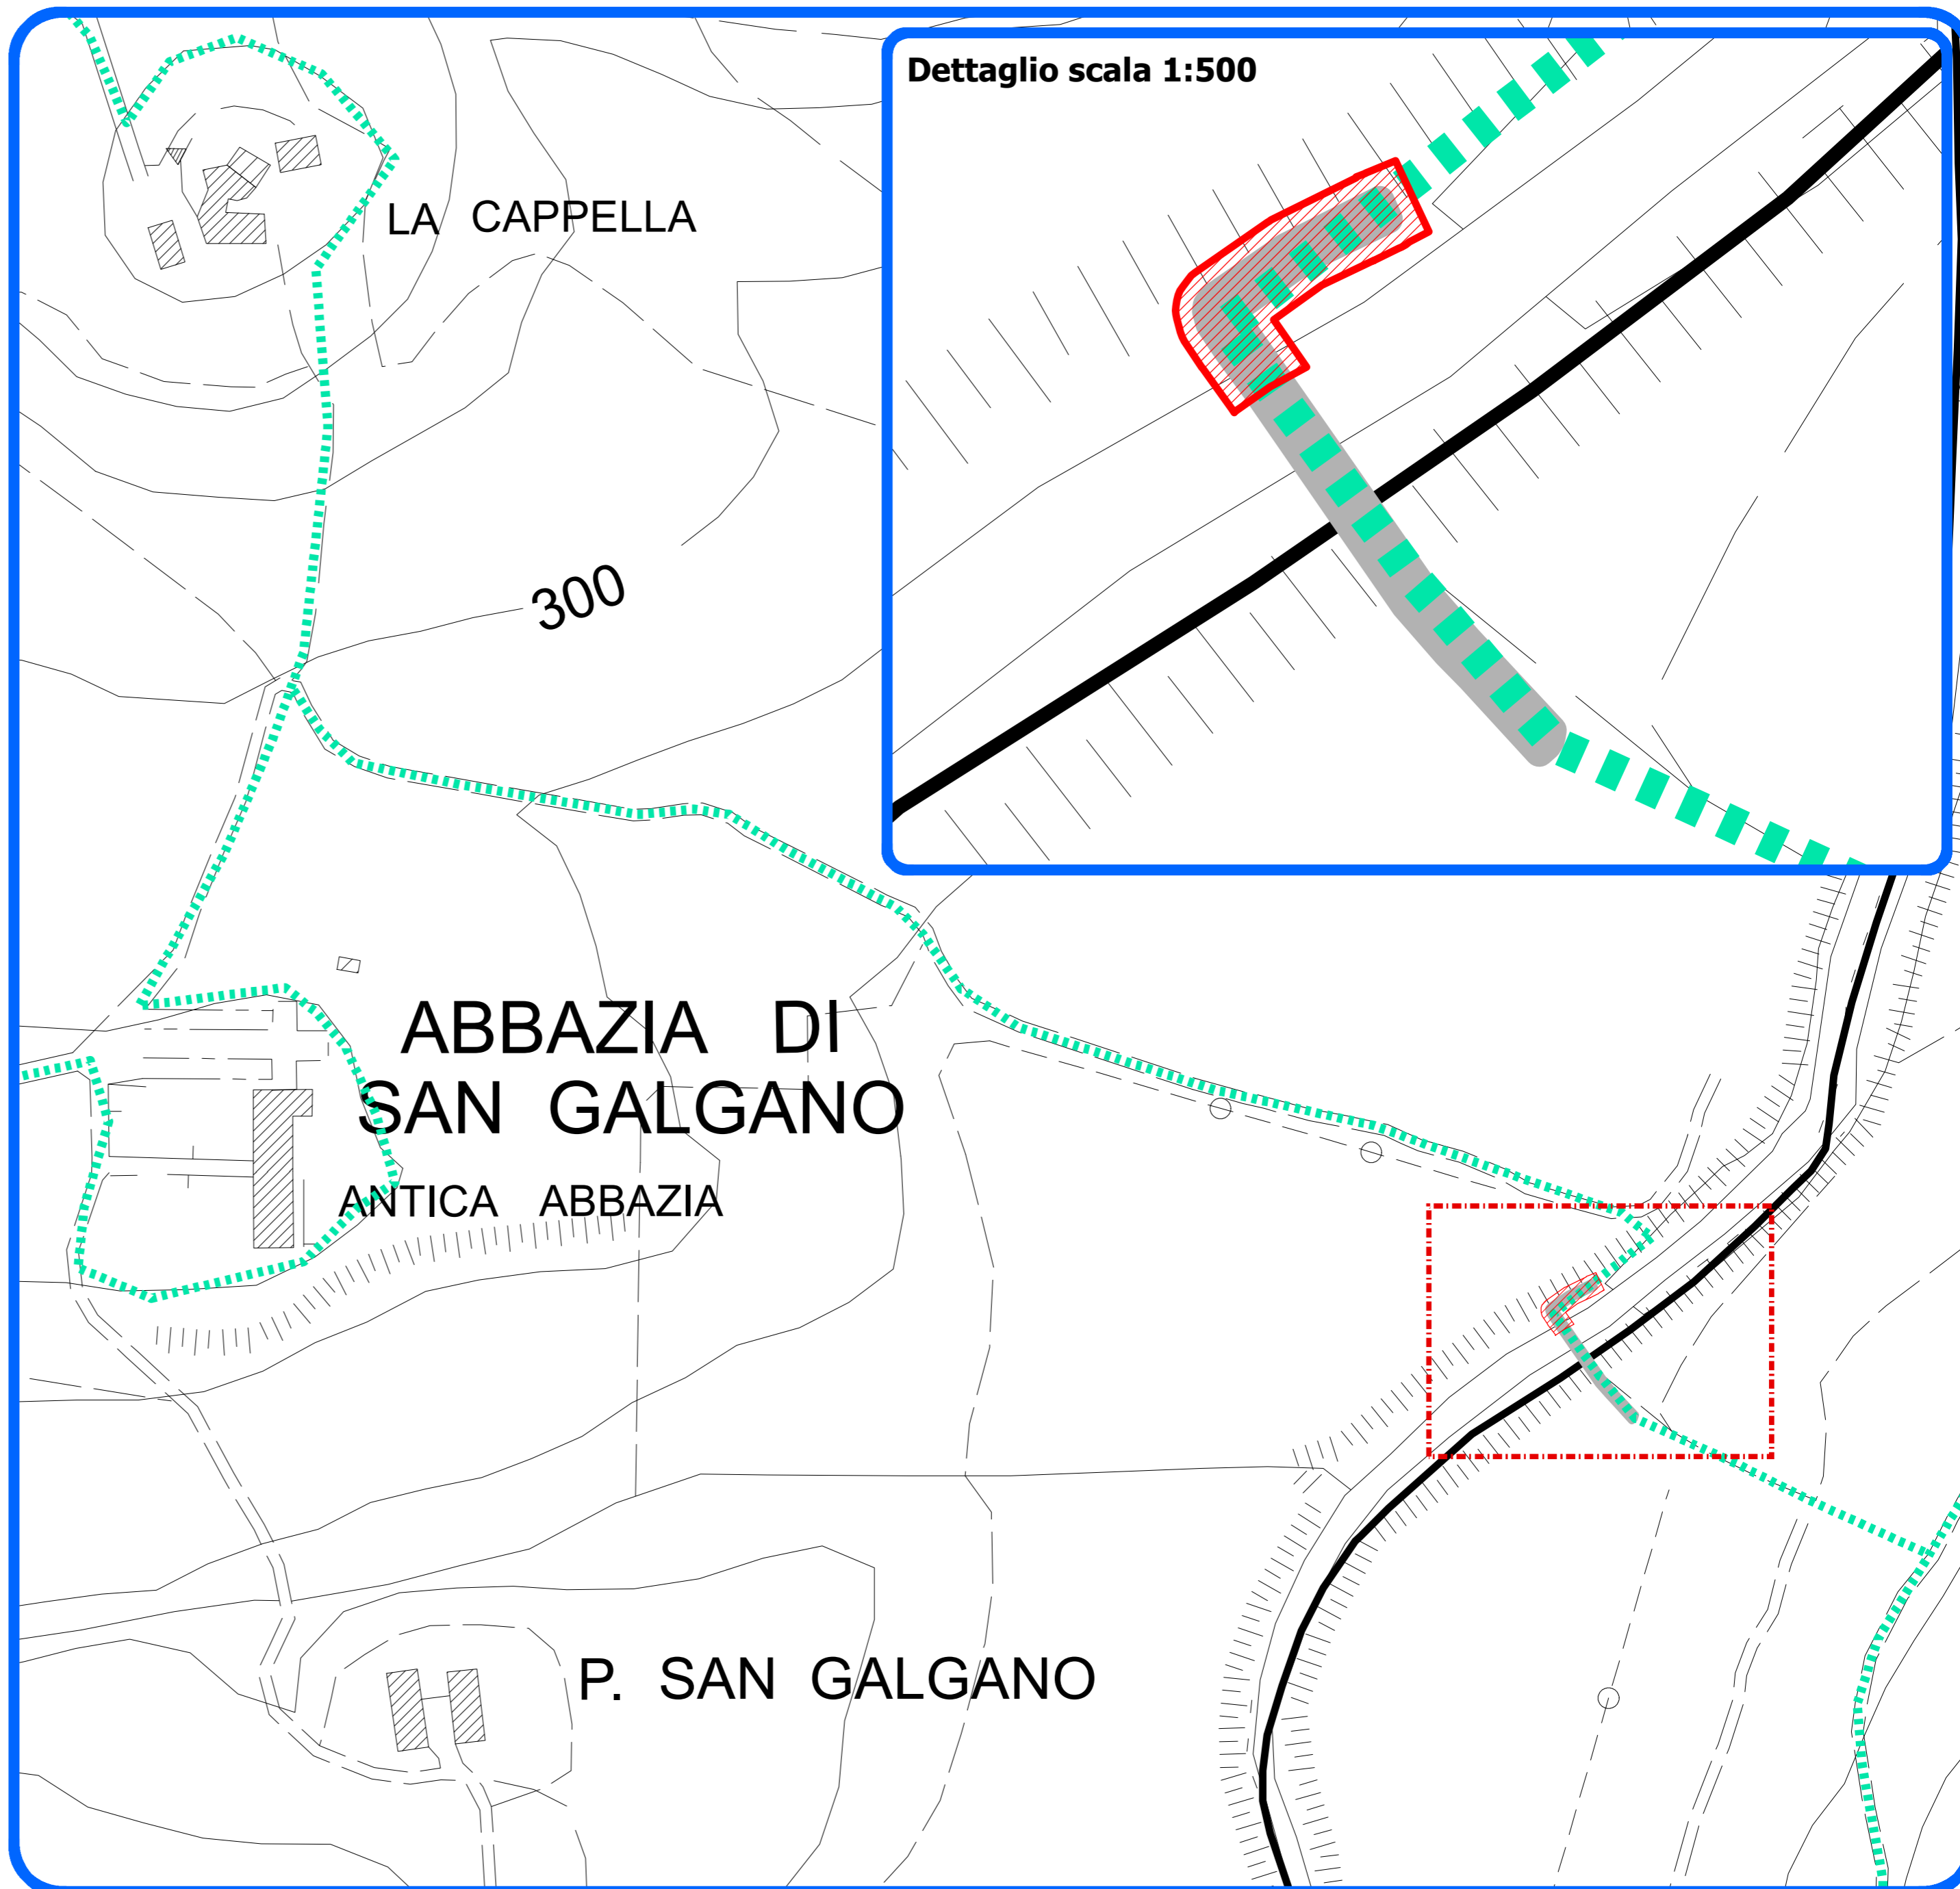 Dettaglio scala 1:500
LA CAPPELLA
300
ABBAZIA DI
SAN GALGANO
ANTICA ABBAZIA
P. SAN GALGANO